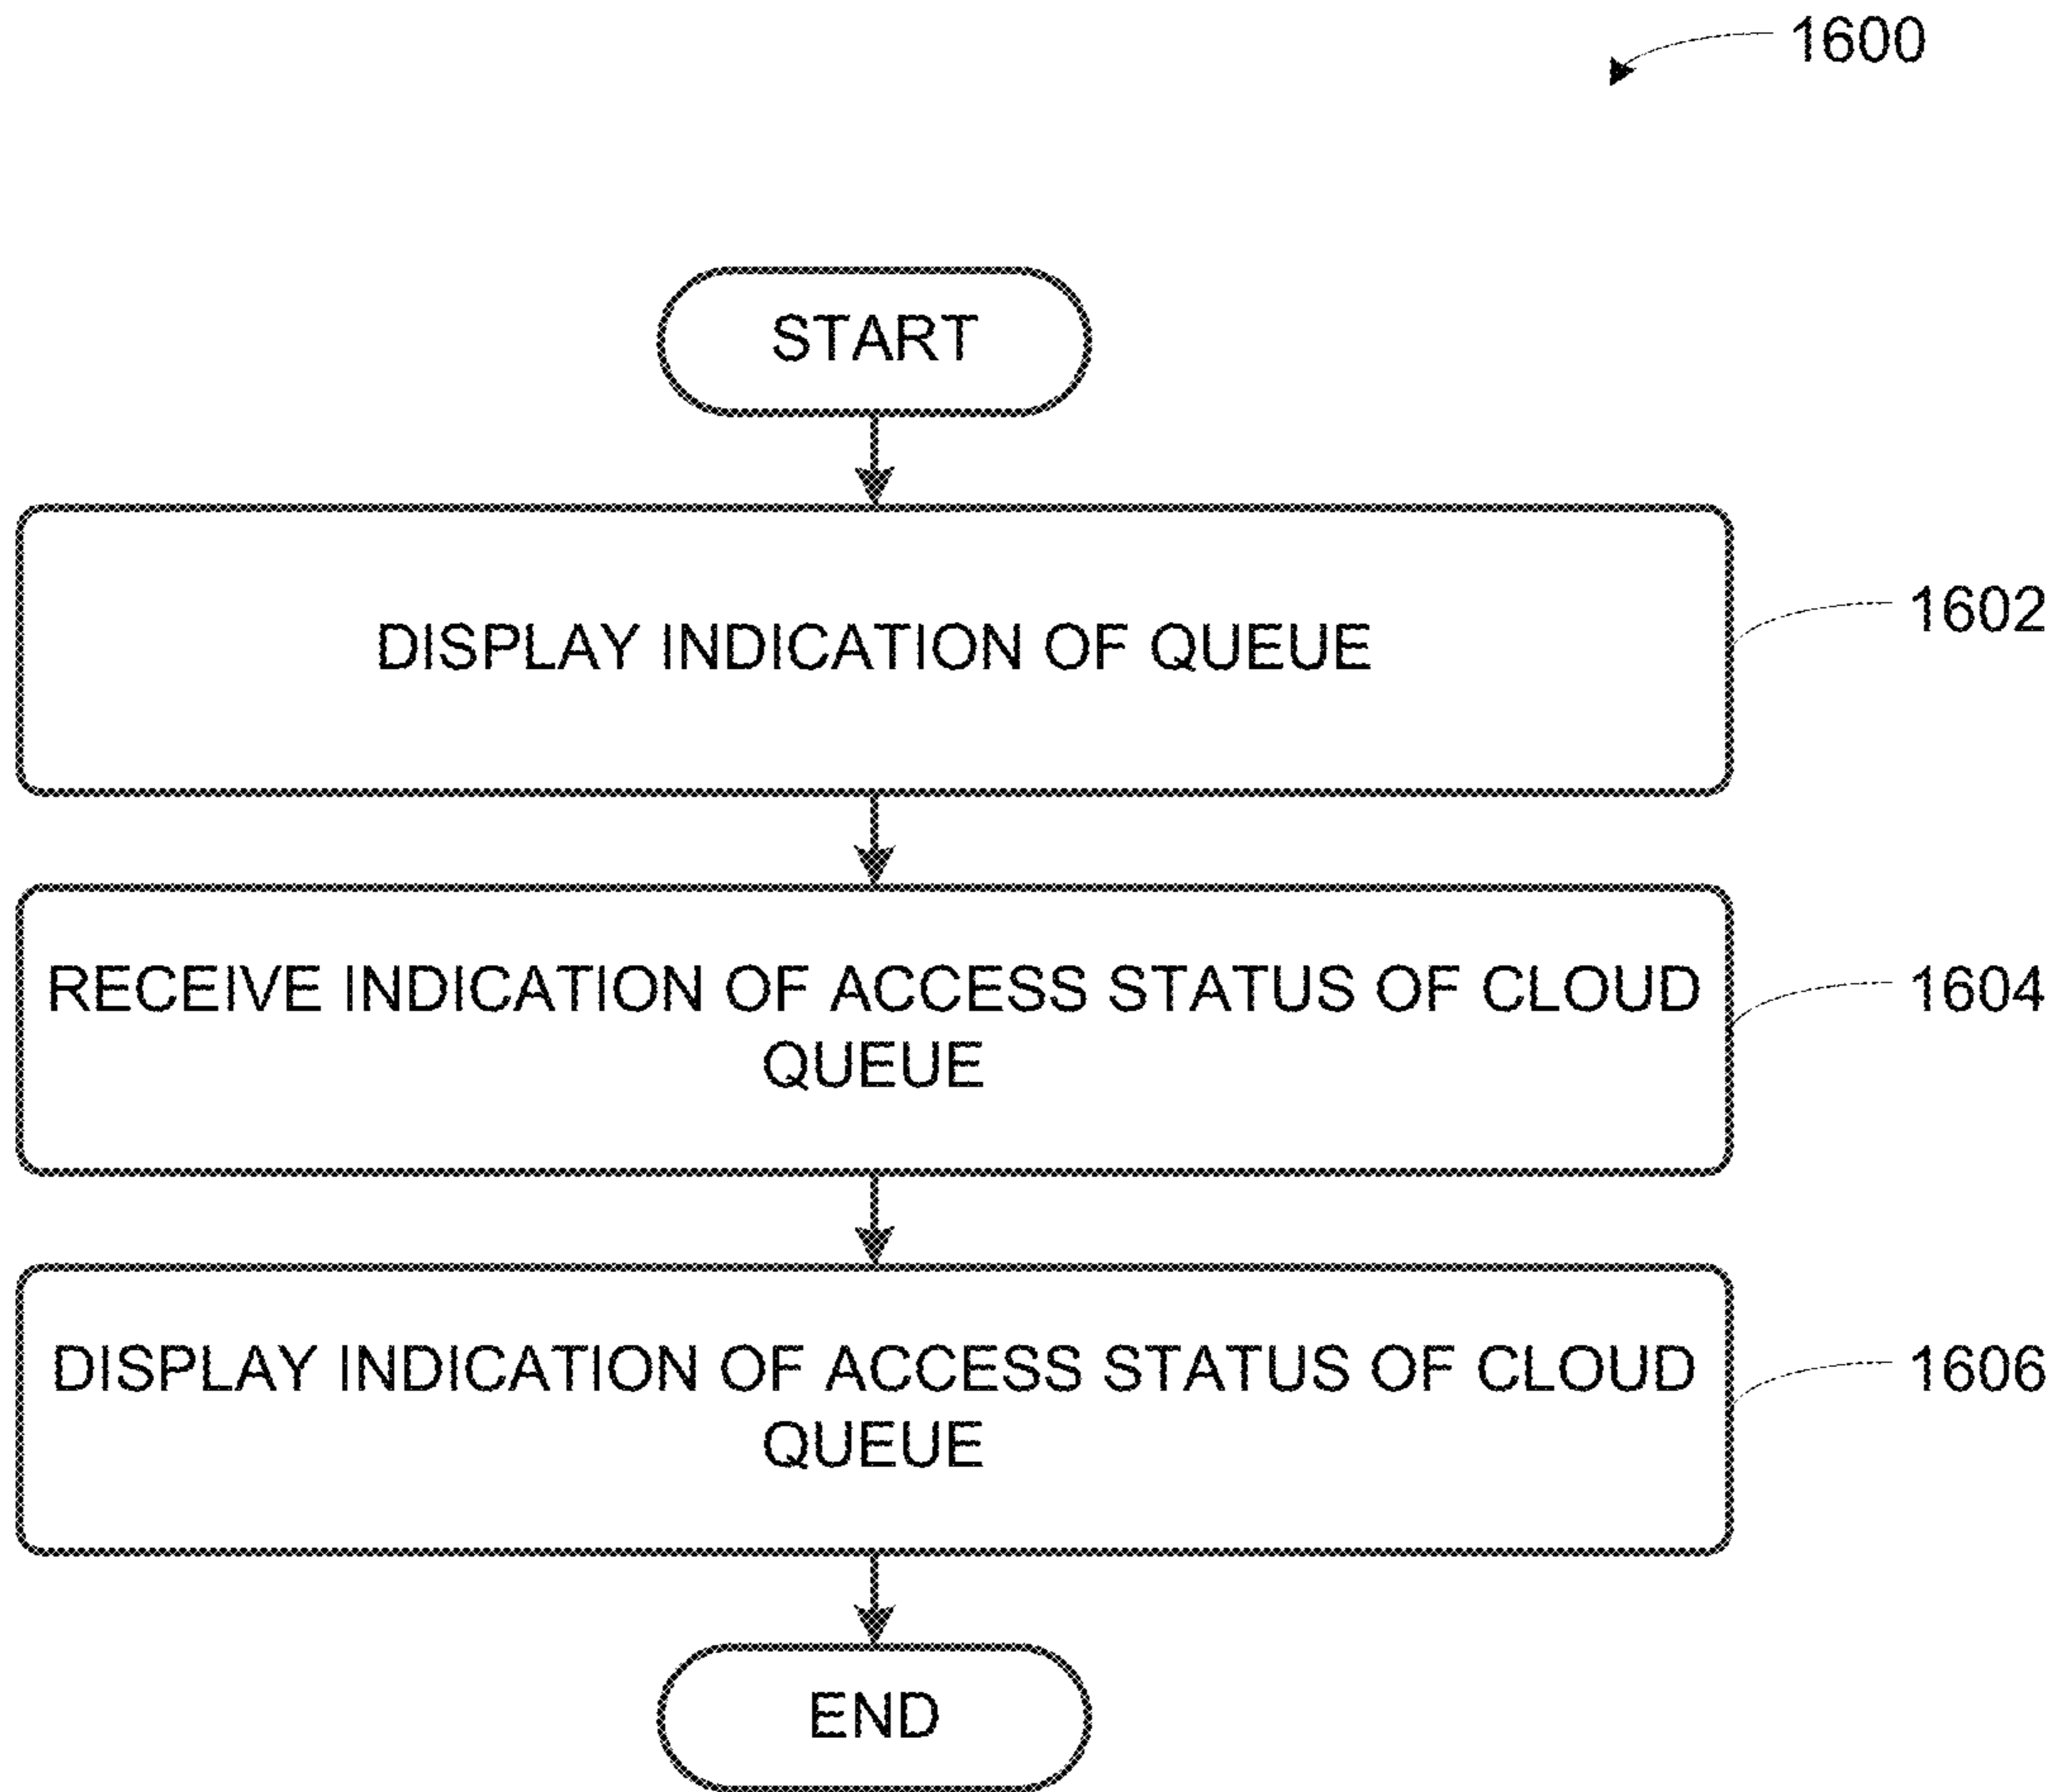 1600
START
DISPLAY INDICATION OF QUEUE
1602
RECEIVE INDICATION OF ACCESS STATUS OF CLOUD
QUEUE
1604
DISPLAY INDICATION OF ACCESS STATUS OF CLOUD
QUEUE
1606
END